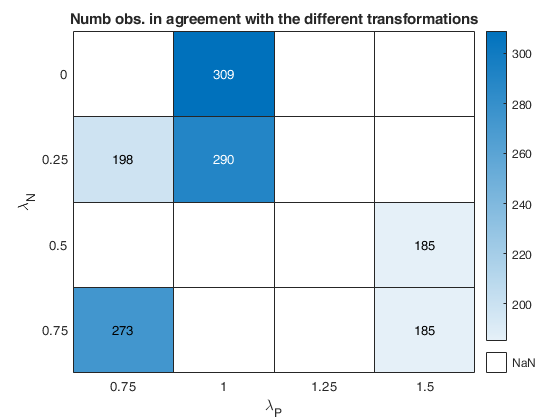 Numb obs. in agreement with the different transformations
0 309 300
280
0.25 198 290 260
240
0.5 185 220
200
0.75 273 185
NaN
0.75 1 1.25 1.5
λN
λP